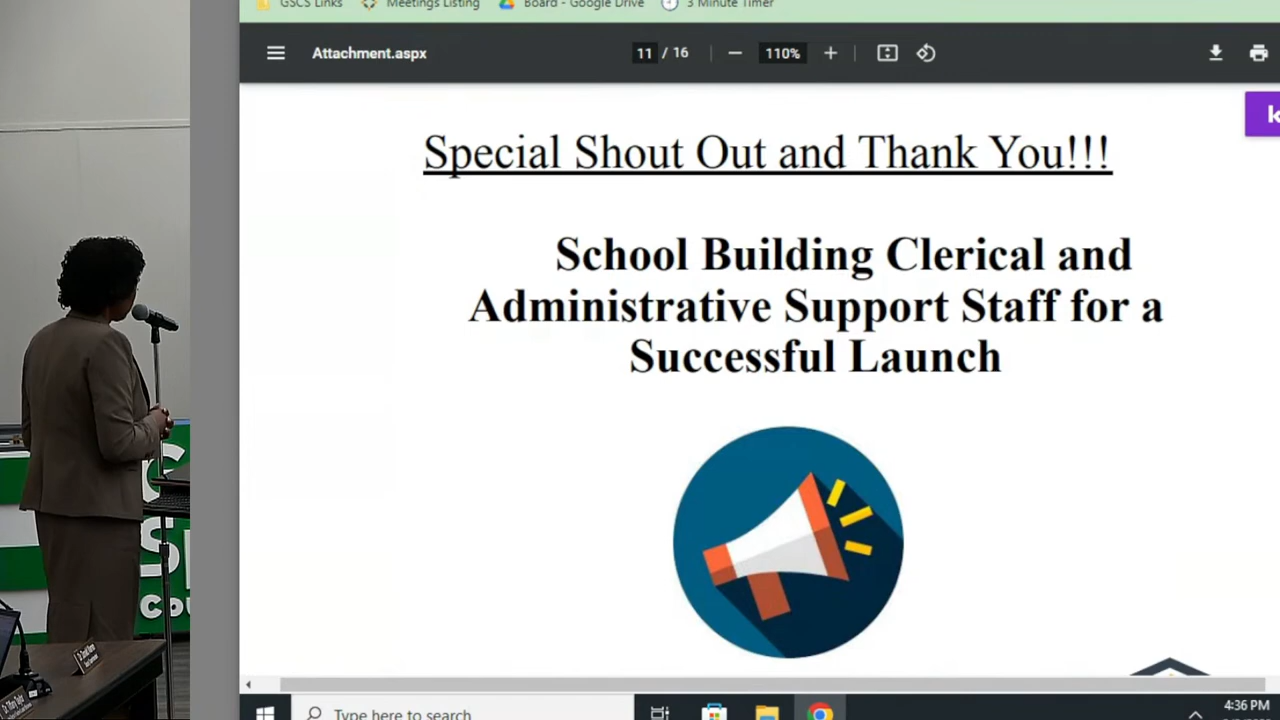 GSCS Links Meetings Listing Board - Google Drive 3 Minute Timer
Attachment.aspx 11 / 16 110%
Special Shout Out and Thank You!!!
School Building Clerical and
Administrative Support Staff for a
Successful Launch
G
S
COU
Type here to search
4:36 PM